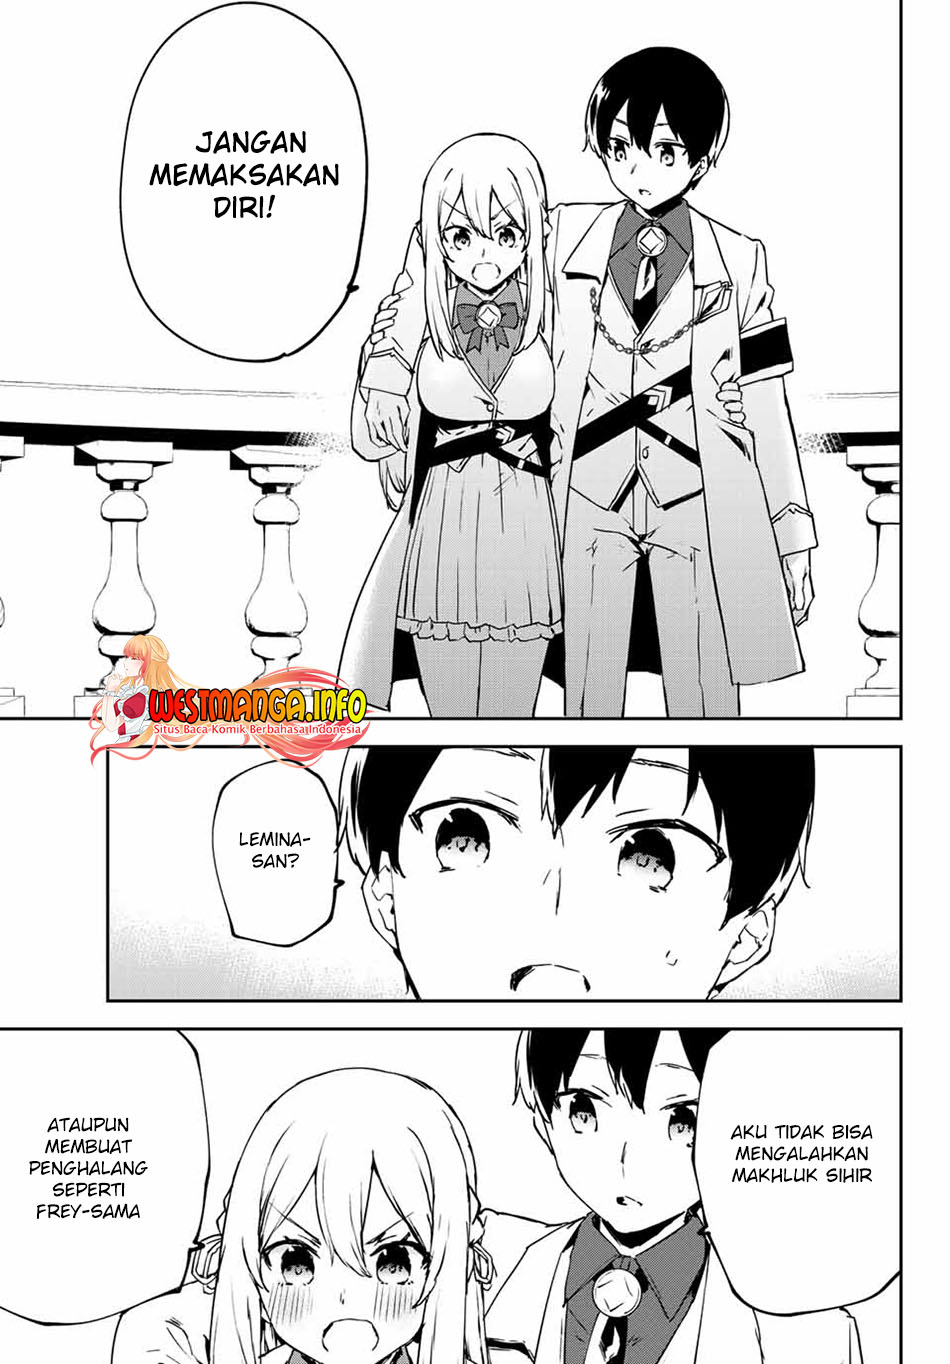 JANGAN
MEMAKSAKAN
DIRI!
WESTMANGA.INFO
Situs Baca Komik Berbahasa Indonesia
LEMINA-
SAN?
AKU TIDAK BISA
MENGALAHKAN
MAKHLUK SIHIR
ATAUPUN
MEMBUAT
PENGHALANG
SEPERTI
FREY-SAMA